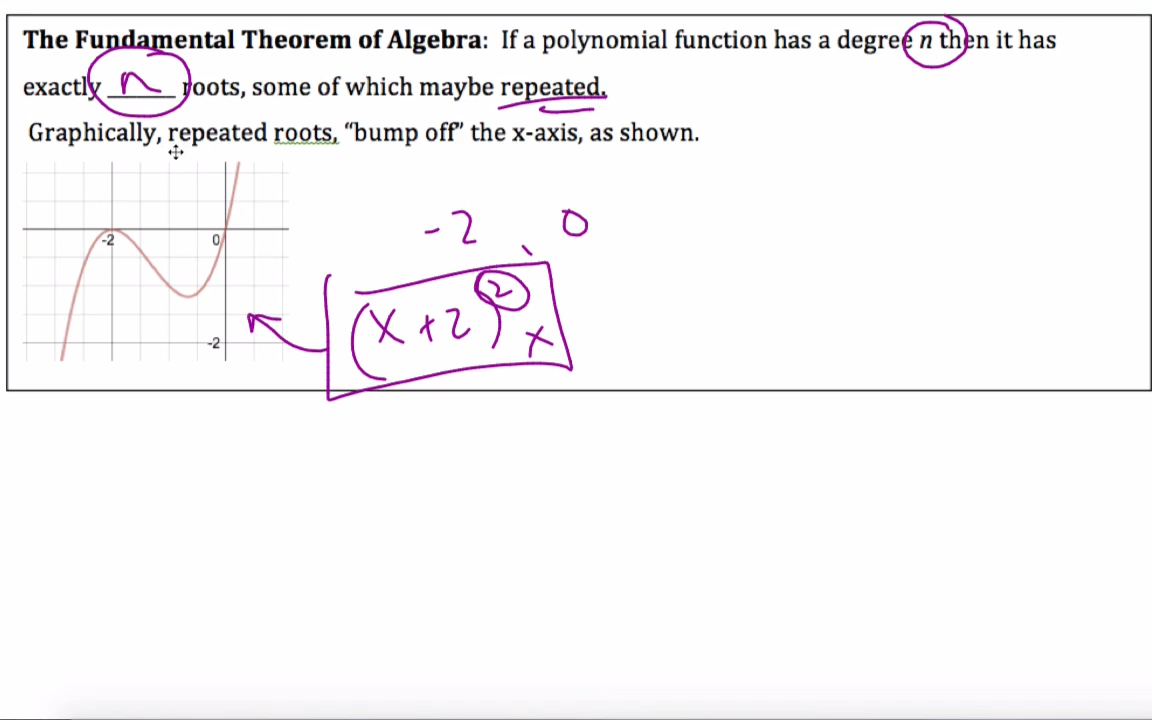 The Fundamental Theorem of Algebra: If a polynomial function has a degree n then it has
exactly n roots, some of which maybe repeated.
Graphically, repeated roots, “bump off” the x-axis, as shown.
-2 0
-2
-2, 0
(x+2)² x